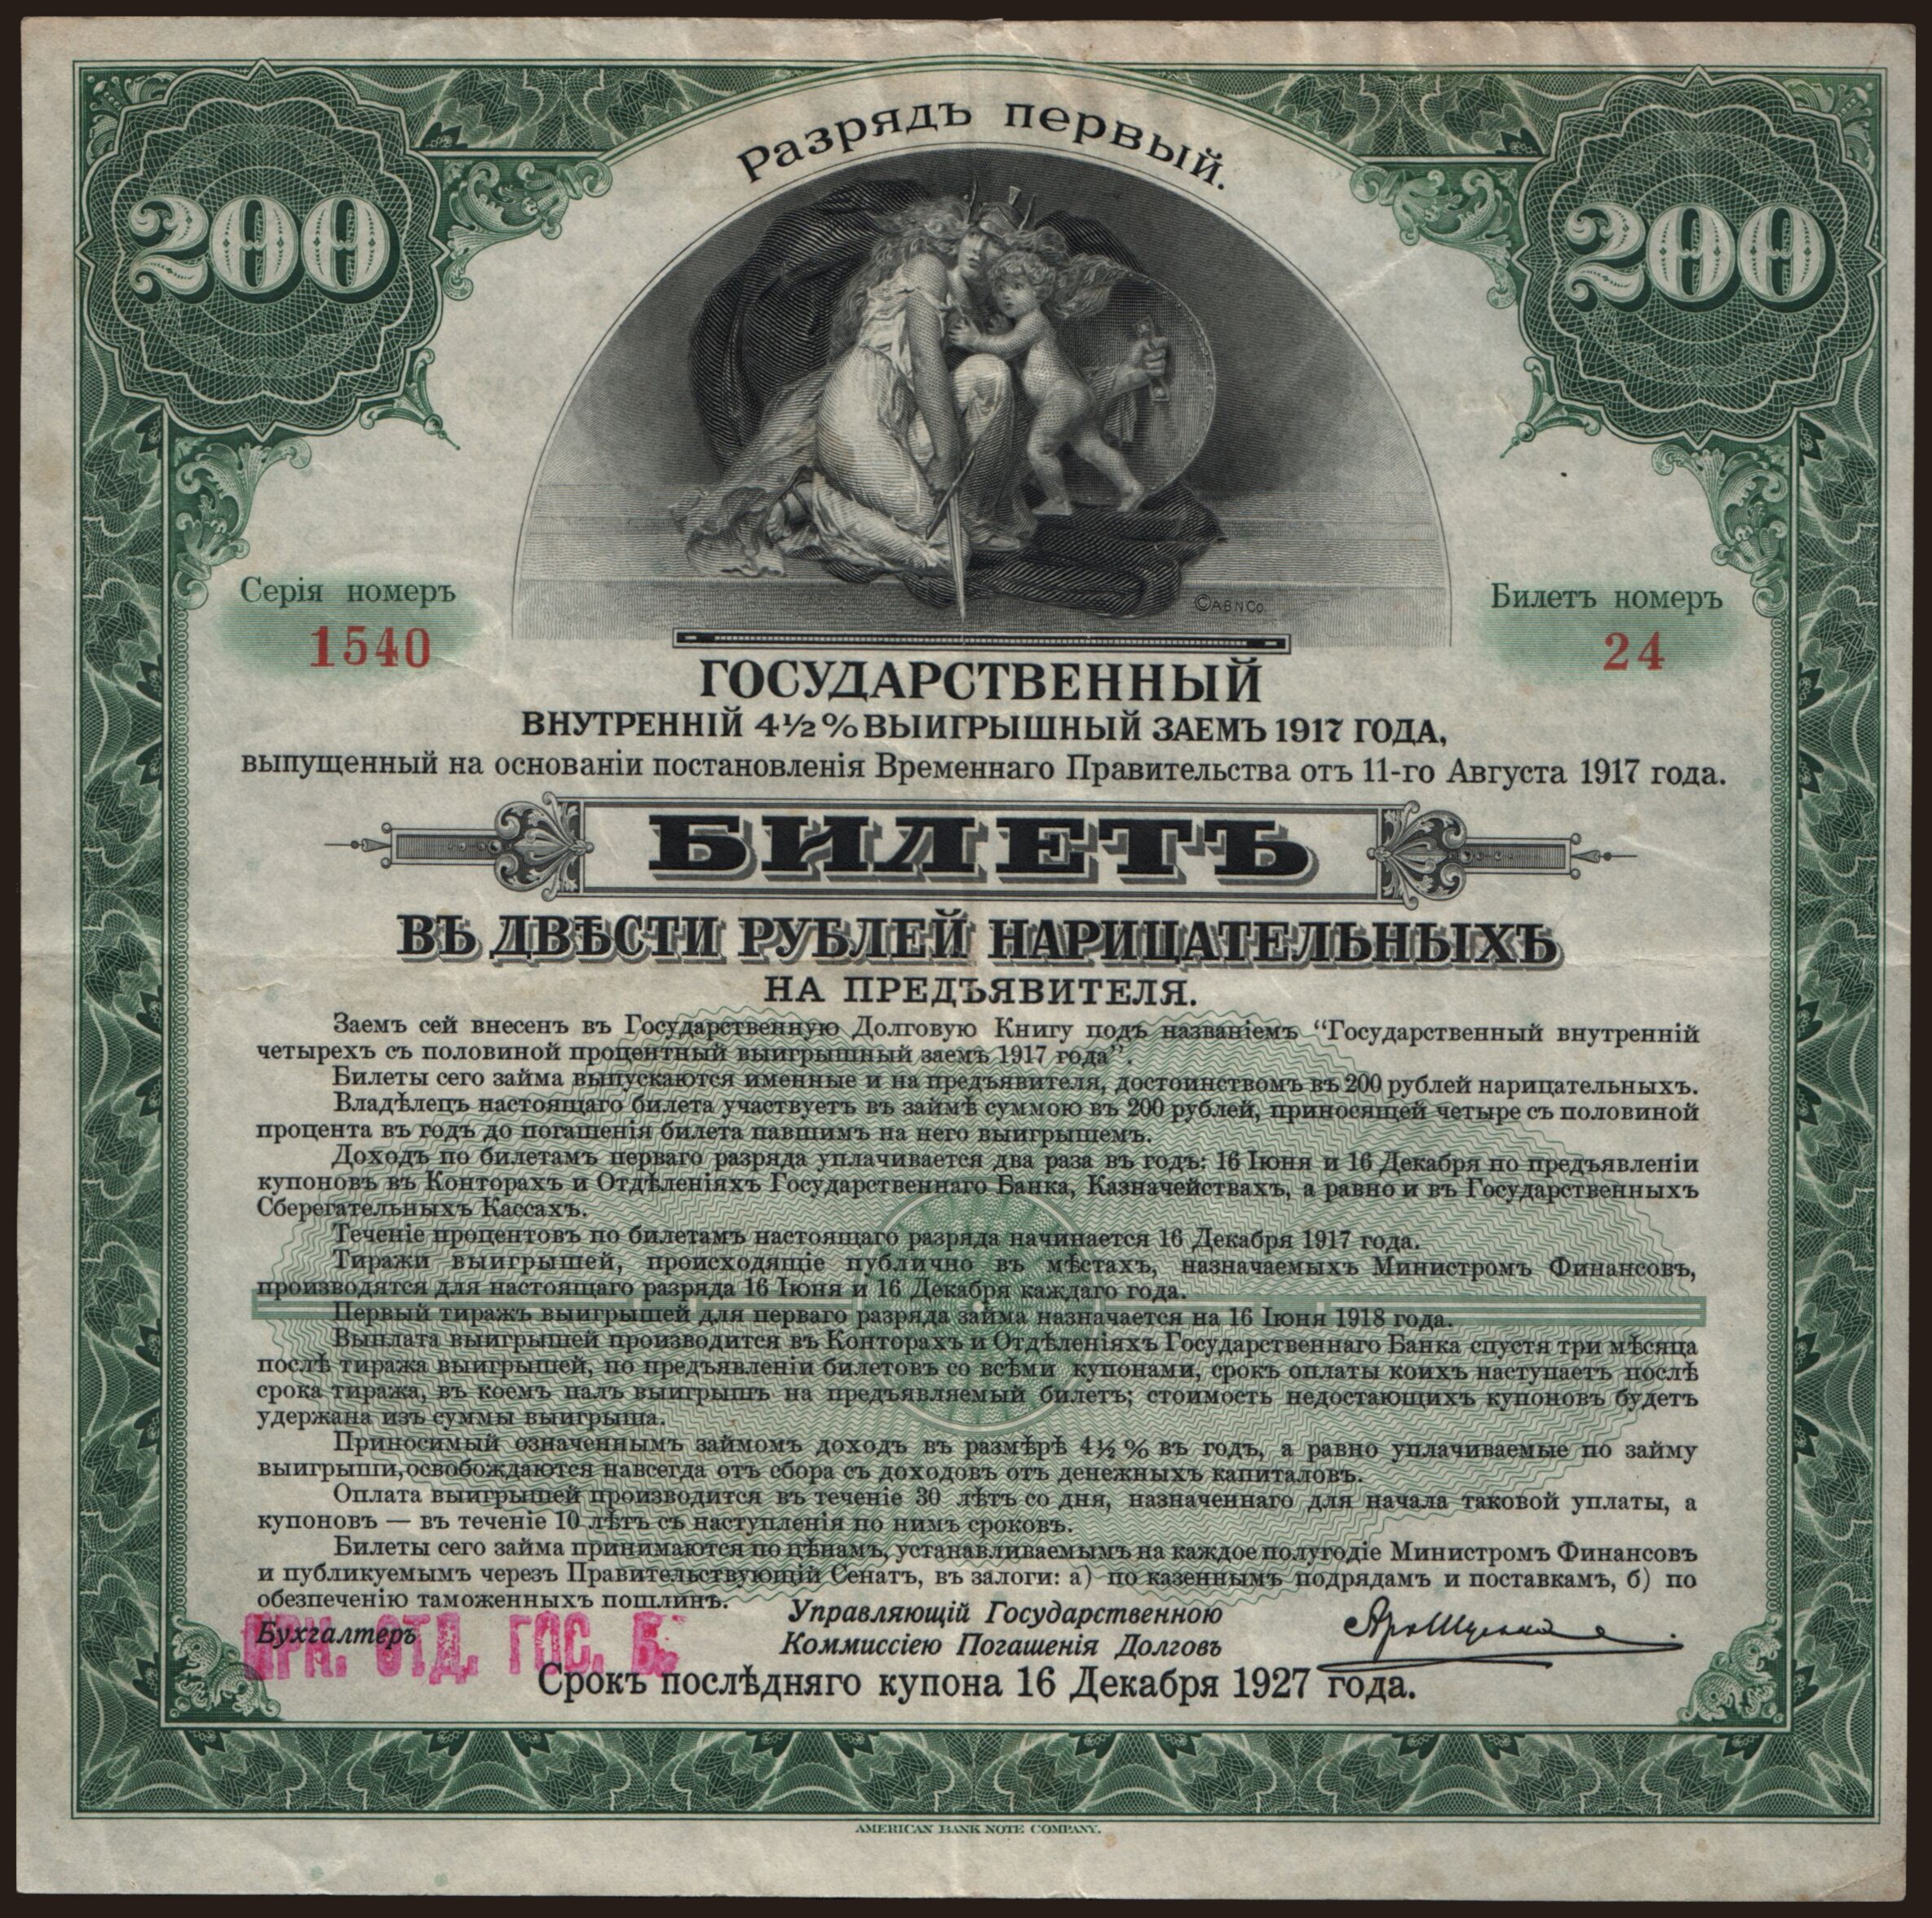 Разрядъ первый.
200
200
©ABNCo.
Серія номеръ
1540
Билетъ номеръ
24
ГОСУДАРСТВЕННЫЙ
ВНУТРЕННІЙ 4½% ВЫИГРЫШНЫЙ ЗАЕМЪ 1917 ГОДА,
выпущенный на основаніи постановленія Временнаго Правительства отъ 11-го Августа 1917 года.
БИЛЕТЪ
ВЪ ДВѢСТИ РУБЛЕЙ НАРИЦАТЕЛЬНЫХЪ
НА ПРЕДЪЯВИТЕЛЯ.
Заемъ сей внесенъ въ Государственную Долговую Книгу подъ названіемъ “Государственный внутренній
четырехъ съ половиной процентный выигрышный заемъ 1917 года”.
Билеты сего займа выпускаются именные и на предъявителя, достоинствомъ въ 200 рублей нарицательныхъ.
Владѣлецъ настоящаго билета участвуетъ въ займѣ суммою въ 200 рублей, приносящей четыре съ половиной
процента въ годъ до погашенія билета павшимъ на него выигрышемъ.
Доходъ по билетамъ перваго разряда уплачивается два раза въ годъ: 16 Іюня и 16 Декабря по предъявленіи
купоновъ въ Конторахъ и Отдѣленіяхъ Государственнаго Банка, Казначействахъ, а равно и въ Государственныхъ
Сберегательныхъ Кассахъ.
Теченіе процентовъ по билетамъ настоящаго разряда начинается 16 Декабря 1917 года.
Тиражи выигрышей, происходящіе публично въ мѣстахъ, назначаемыхъ Министромъ Финансовъ,
производятся для настоящаго разряда 16 Іюня и 16 Декабря каждаго года.
Первый тиражъ выигрышей для перваго разряда займа назначается на 16 Іюня 1918 года.
Выплата выигрышей производится въ Конторахъ и Отдѣленіяхъ Государственнаго Банка спустя три мѣсяца
послѣ тиража выигрышей, по предъявленіи билетовъ со всѣми купонами, срокъ оплаты коихъ наступаетъ послѣ
срока тиража, въ коемъ палъ выигрышъ на предъявляемый билетъ; стоимость недостающихъ купоновъ будетъ
удержана изъ суммы выигрыша.
Приносимый означеннымъ займомъ доходъ въ размѣрѣ 4½% въ годъ, а равно уплачиваемые по займу
выигрыши, освобождаются навсегда отъ сбора съ доходовъ отъ денежныхъ капиталовъ.
Оплата выигрышей производится въ теченіе 30 лѣтъ со дня, назначеннаго для начала таковой уплаты, а
купоновъ — въ теченіе 10 лѣтъ съ наступленія по нимъ сроковъ.
Билеты сего займа принимаются по цѣнамъ, устанавливаемымъ на каждое полугодіе Министромъ Финансовъ
и публикуемымъ черезъ Правительствующій Сенатъ, въ залоги: а) по казеннымъ подрядамъ и поставкамъ, б) по
обезпеченію таможенныхъ пошлинъ.
Бухгалтеръ
ИРК. ОТД. ГОС. Б.
Управляющій Государственною
Коммиссіею Погашенія Долговъ
Срокъ послѣдняго купона 16 Декабря 1927 года.
AMERICAN BANK NOTE COMPANY.